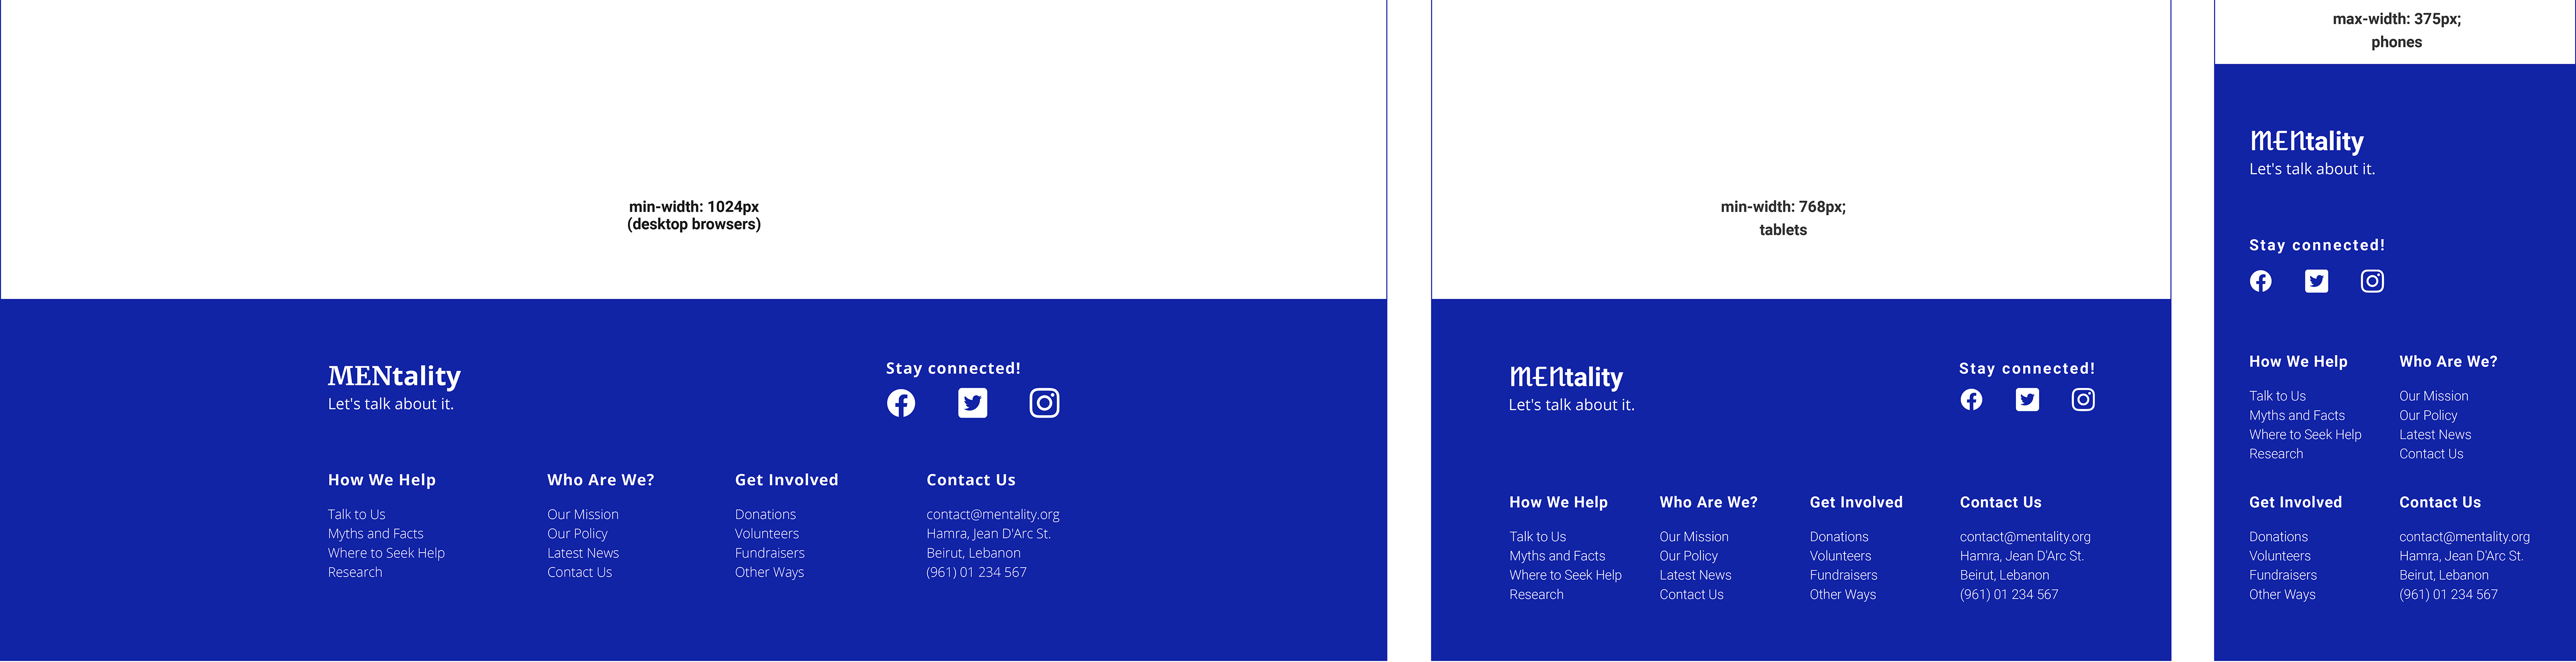 min-width: 1024px
(desktop browsers)
MENtality
Let's talk about it.
Stay connected!
How We Help
Talk to Us
Myths and Facts
Where to Seek Help
Research
Who Are We?
Our Mission
Our Policy
Latest News
Contact Us
Get Involved
Donations
Volunteers
Fundraisers
Other Ways
Contact Us
contact@mentality.org
Hamra, Jean D'Arc St.
Beirut, Lebanon
(961) 01 234 567
min-width: 768px;
tablets
MENtality
Let's talk about it.
Stay connected!
How We Help
Talk to Us
Myths and Facts
Where to Seek Help
Research
Who Are We?
Our Mission
Our Policy
Latest News
Contact Us
Get Involved
Donations
Volunteers
Fundraisers
Other Ways
Contact Us
contact@mentality.org
Hamra, Jean D'Arc St.
Beirut, Lebanon
(961) 01 234 567
max-width: 375px;
phones
MENtality
Let's talk about it.
Stay connected!
How We Help
Talk to Us
Myths and Facts
Where to Seek Help
Research
Who Are We?
Our Mission
Our Policy
Latest News
Contact Us
Get Involved
Donations
Volunteers
Fundraisers
Other Ways
Contact Us
contact@mentality.org
Hamra, Jean D'Arc St.
Beirut, Lebanon
(961) 01 234 567